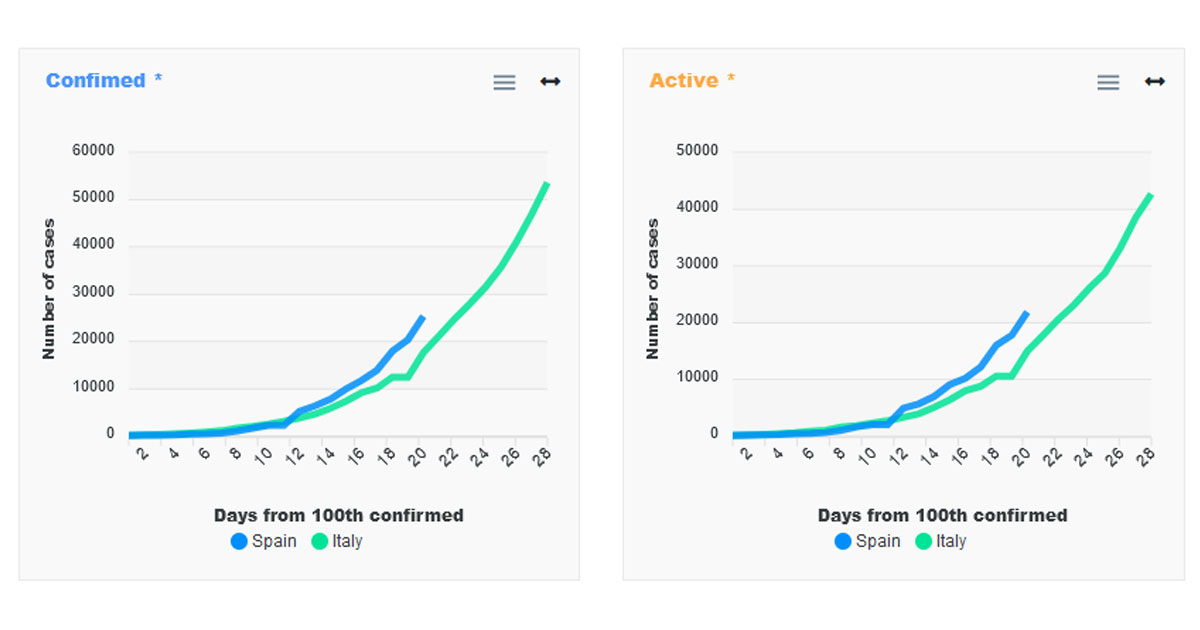 Confimed *
Number of cases
60000
50000
40000
30000
20000
10000
0
2 4 6 8 10 12 14 16 18 20 22 24 26 28
Days from 100th confirmed
Spain Italy
Active *
Number of cases
50000
40000
30000
20000
10000
0
2 4 6 8 10 12 14 16 18 20 22 24 26 28
Days from 100th confirmed
Spain Italy